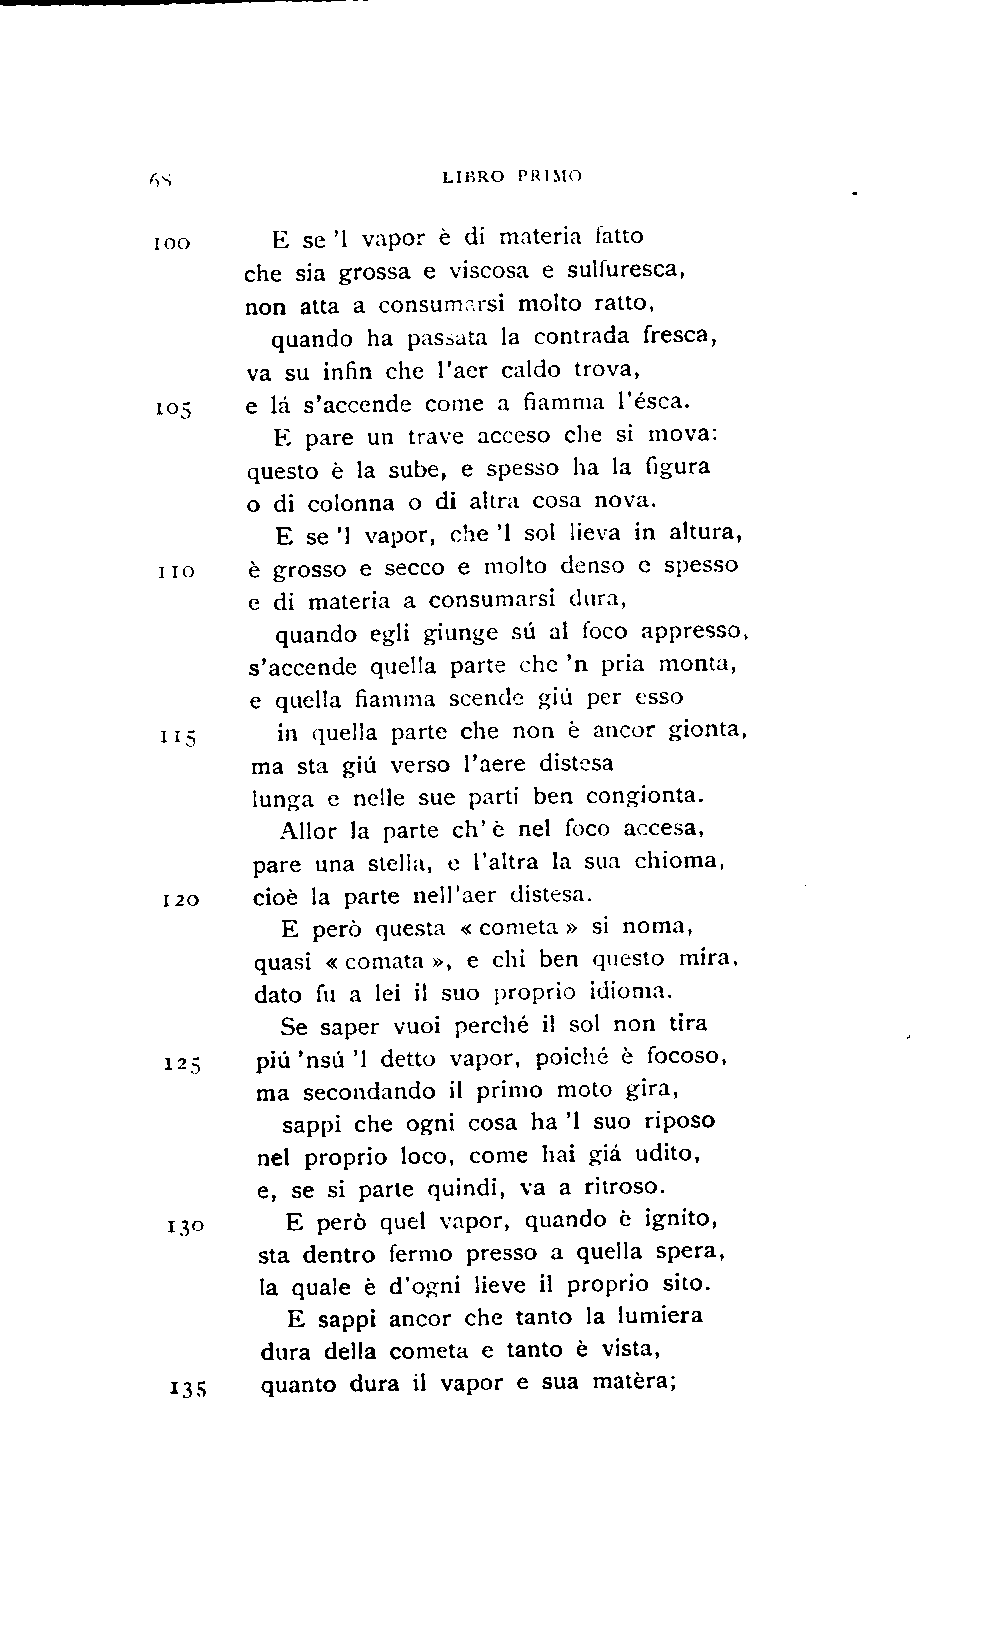 68 LIBRO PRIMO
100 E se 'l vapor è di materia fatto
che sia grossa e viscosa e sulfuresca,
non atta a consumarsi molto ratto,
quando ha passata la contrada fresca,
va su infin che l'aer caldo trova,
105 e lá s'accende come a fiamma l'ésca.
E pare un trave acceso che si mova:
questo è la sube, e spesso ha la figura
o di colonna o di altra cosa nova.
E se 'l vapor, che 'l sol lieva in altura,
110 è grosso e secco e molto denso e spesso
e di materia a consumarsi dura,
quando egli giunge sú al foco appresso,
s'accende quella parte che 'n pria monta,
e quella fiamma scende giú per esso
115 in quella parte che non è ancor gionta,
ma sta giú verso l'aere distesa
lunga e nelle sue parti ben congionta.
Allor la parte ch'è nel foco accesa,
pare una stella, e l'altra la sua chioma,
120 cioè la parte nell'aer distesa.
E però questa « cometa » si noma,
quasi « comata », e chi ben questo mira,
dato fu a lei il suo proprio idioma.
Se saper vuoi perché il sol non tira
125 piú 'nsú 'l detto vapor, poiché è focoso,
ma secondando il primo moto gira,
sappi che ogni cosa ha 'l suo riposo
nel proprio loco, come hai giá udito,
e, se si parte quindi, va a ritroso.
130 E però quel vapor, quando è ignito,
sta dentro fermo presso a quella spera,
la quale è d'ogni lieve il proprio sito.
E sappi ancor che tanto la lumiera
dura della cometa e tanto è vista,
135 quanto dura il vapor e sua matèra;